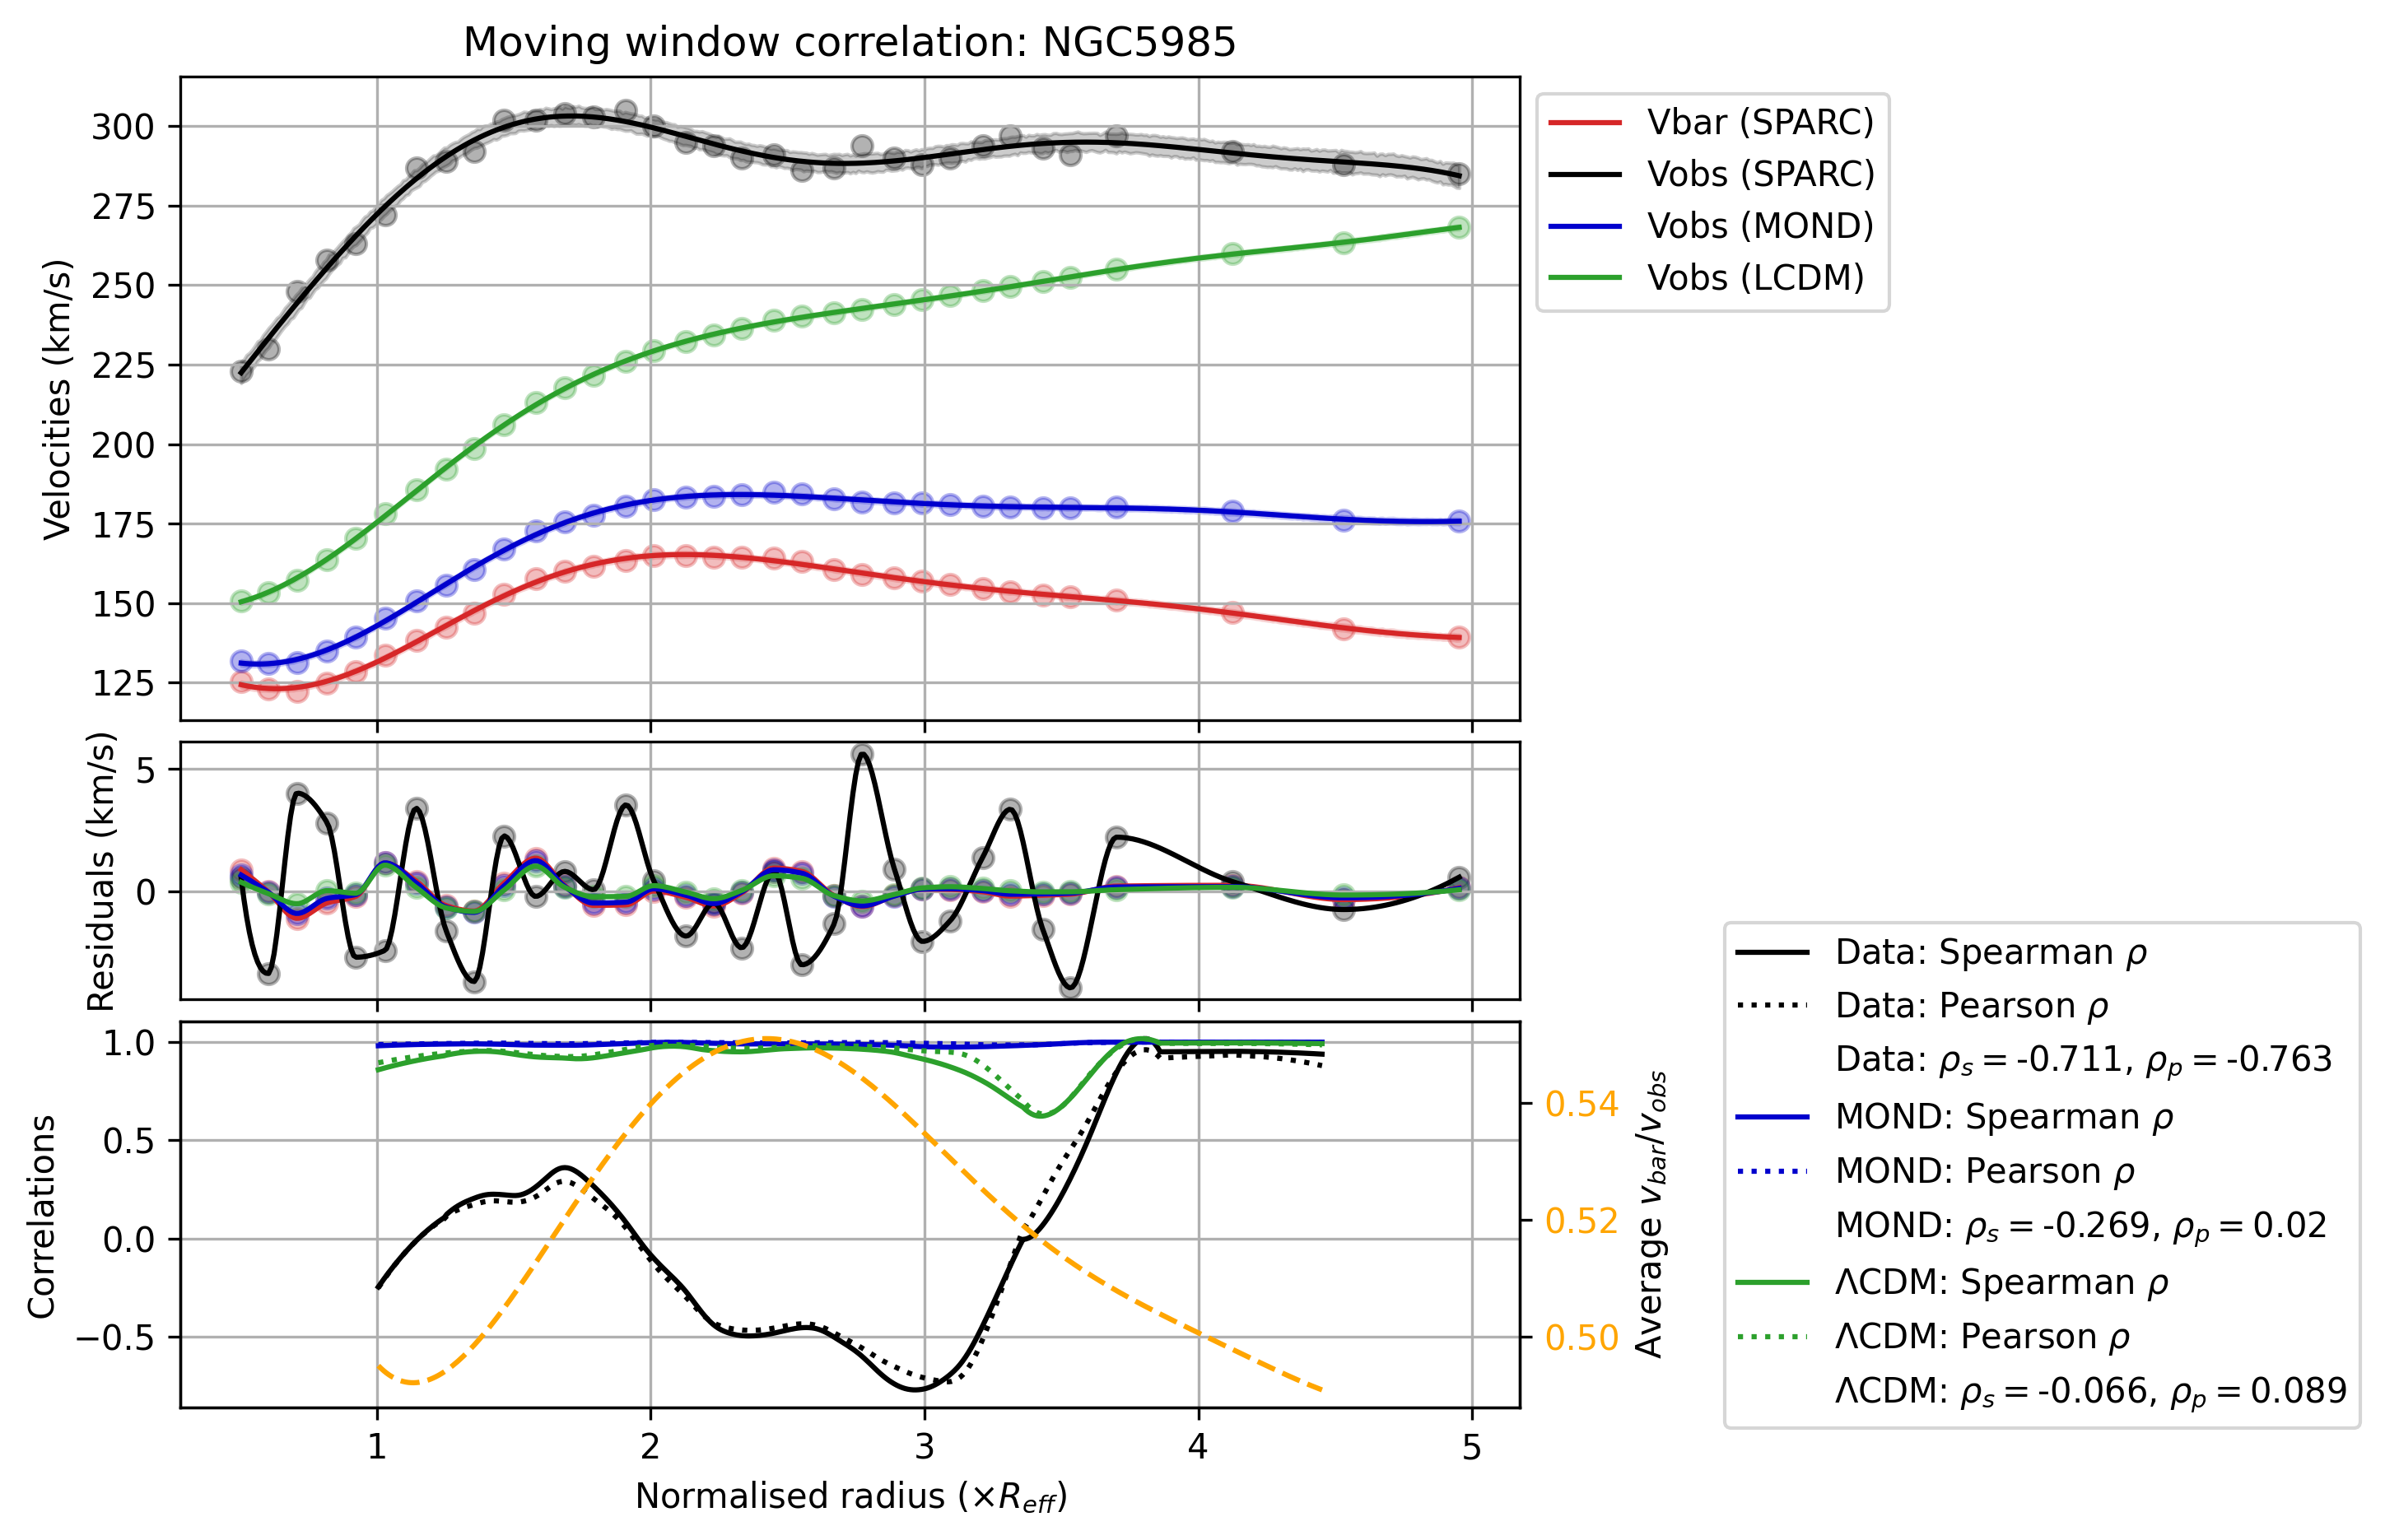 Moving window correlation: NGC5985
300
275
250
225
200
175
150
125
Velocities (km/s)
Vbar (SPARC)
Vobs (SPARC)
Vobs (MOND)
Vobs (LCDM)
5
0
Residuals (km/s)
1.0
0.5
0.0
−0.5
Correlations
0.54
0.52
0.50
Average v_bar/v_obs
1 2 3 4 5
Normalised radius (×R_eff)
Data: Spearman ρ
Data: Pearson ρ
Data: ρ_s = -0.711, ρ_p = -0.763
MOND: Spearman ρ
MOND: Pearson ρ
MOND: ρ_s = -0.269, ρ_p = 0.02
ΛCDM: Spearman ρ
ΛCDM: Pearson ρ
ΛCDM: ρ_s = -0.066, ρ_p = 0.089